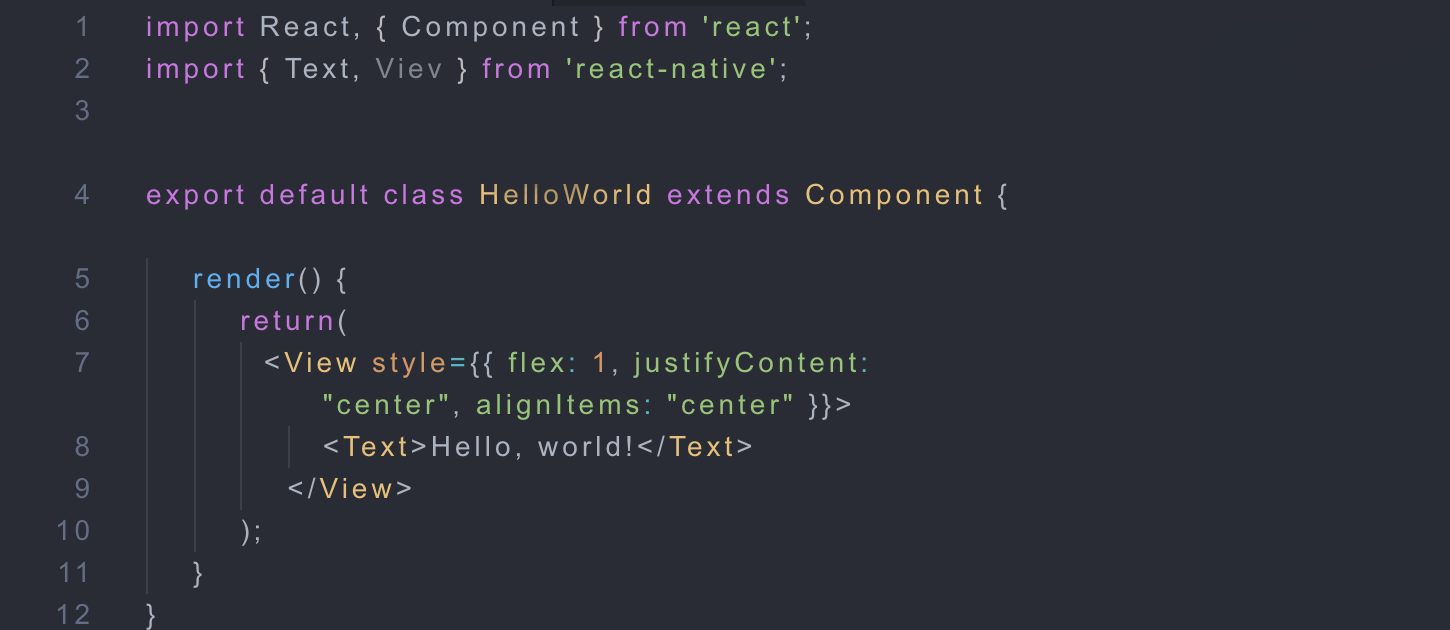 1 import React, { Component } from 'react';
2 import { Text, Viev } from 'react-native';
3
4 export default class HelloWorld extends Component {
5 render() {
6 return(
7 <View style={{ flex: 1, justifyContent:
"center", alignItems: "center" }}>
8 <Text>Hello, world!</Text>
9 </View>
10 );
11 }
12 }